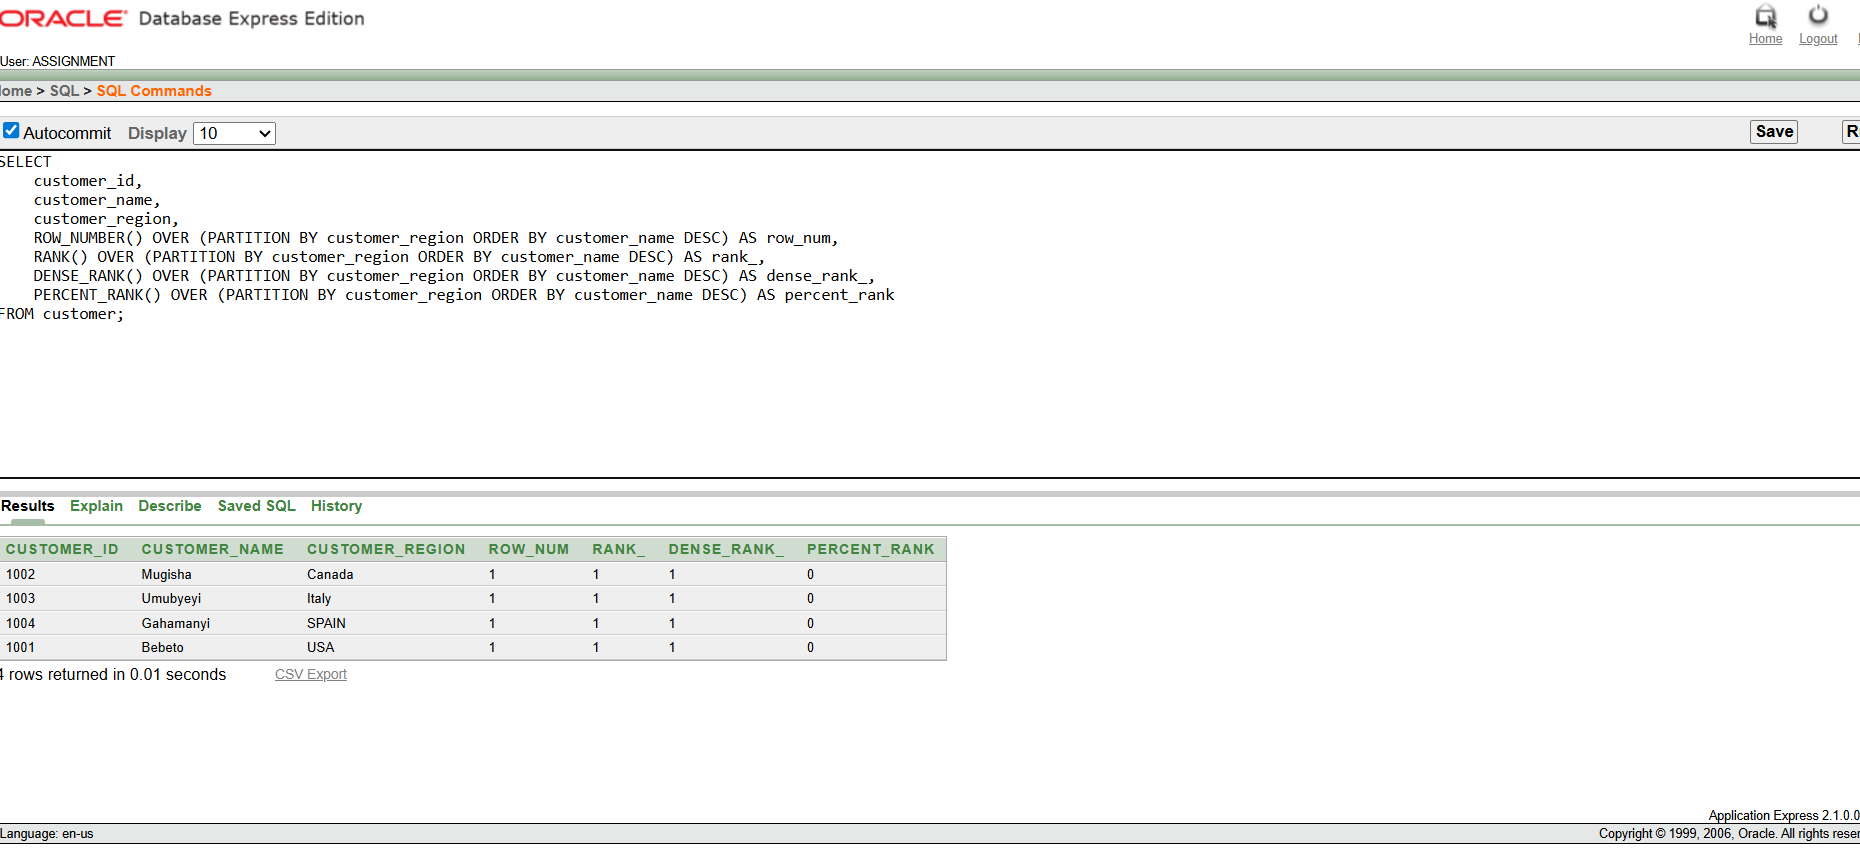 ORACLE Database Express Edition
Home Logout
User: ASSIGNMENT
ome > SQL > SQL Commands
Autocommit Display 10 Save R
SELECT
customer_id,
customer_name,
customer_region,
ROW_NUMBER() OVER (PARTITION BY customer_region ORDER BY customer_name DESC) AS row_num,
RANK() OVER (PARTITION BY customer_region ORDER BY customer_name DESC) AS rank_,
DENSE_RANK() OVER (PARTITION BY customer_region ORDER BY customer_name DESC) AS dense_rank_,
PERCENT_RANK() OVER (PARTITION BY customer_region ORDER BY customer_name DESC) AS percent_rank
FROM customer;
Results Explain Describe Saved SQL History
CUSTOMER_ID CUSTOMER_NAME CUSTOMER_REGION ROW_NUM RANK_ DENSE_RANK_ PERCENT_RANK
1002 Mugisha Canada 1 1 1 0
1003 Umubyeyi Italy 1 1 1 0
1004 Gahamanyi SPAIN 1 1 1 0
1001 Bebeto USA 1 1 1 0
4 rows returned in 0.01 seconds CSV Export
Application Express 2.1.0.0
Language: en-us Copyright © 1999, 2006, Oracle. All rights reser